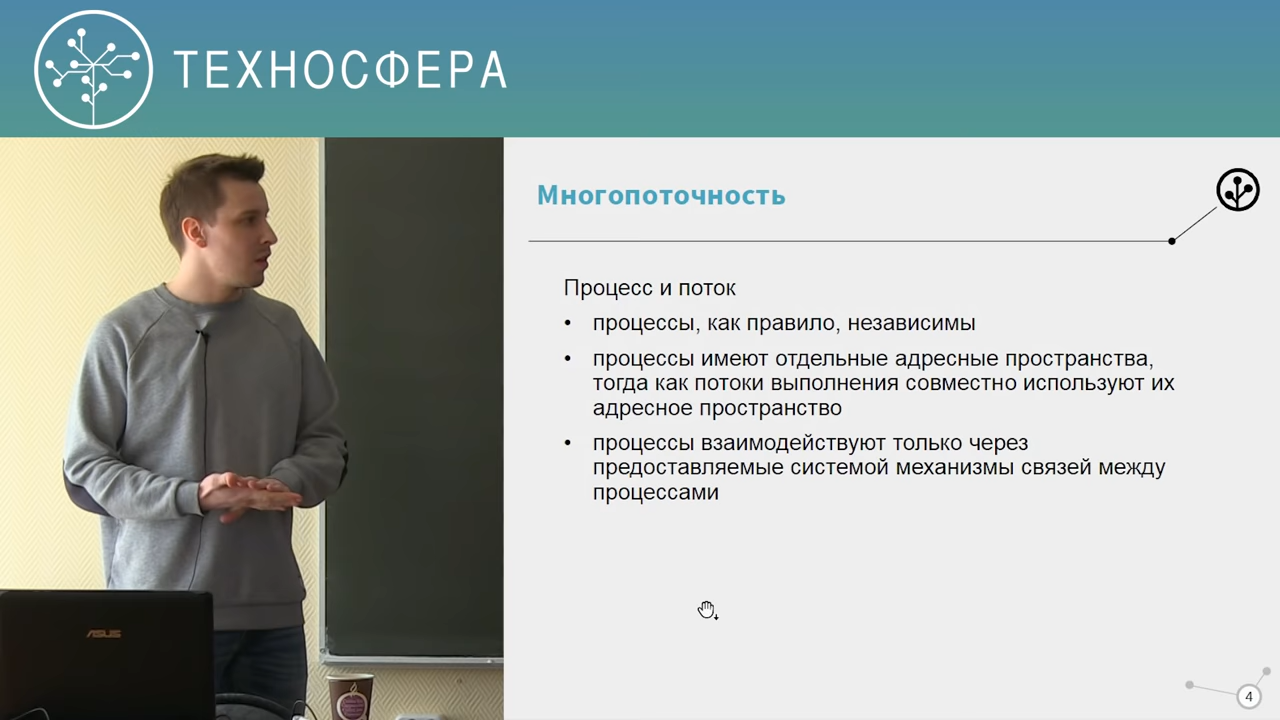 ТЕХНОСФЕРА
Многопоточность
Процесс и поток
• процессы, как правило, независимы
• процессы имеют отдельные адресные пространства,
тогда как потоки выполнения совместно используют их
адресное пространство
• процессы взаимодействуют только через
предоставляемые системой механизмы связей между
процессами
ASUS
4